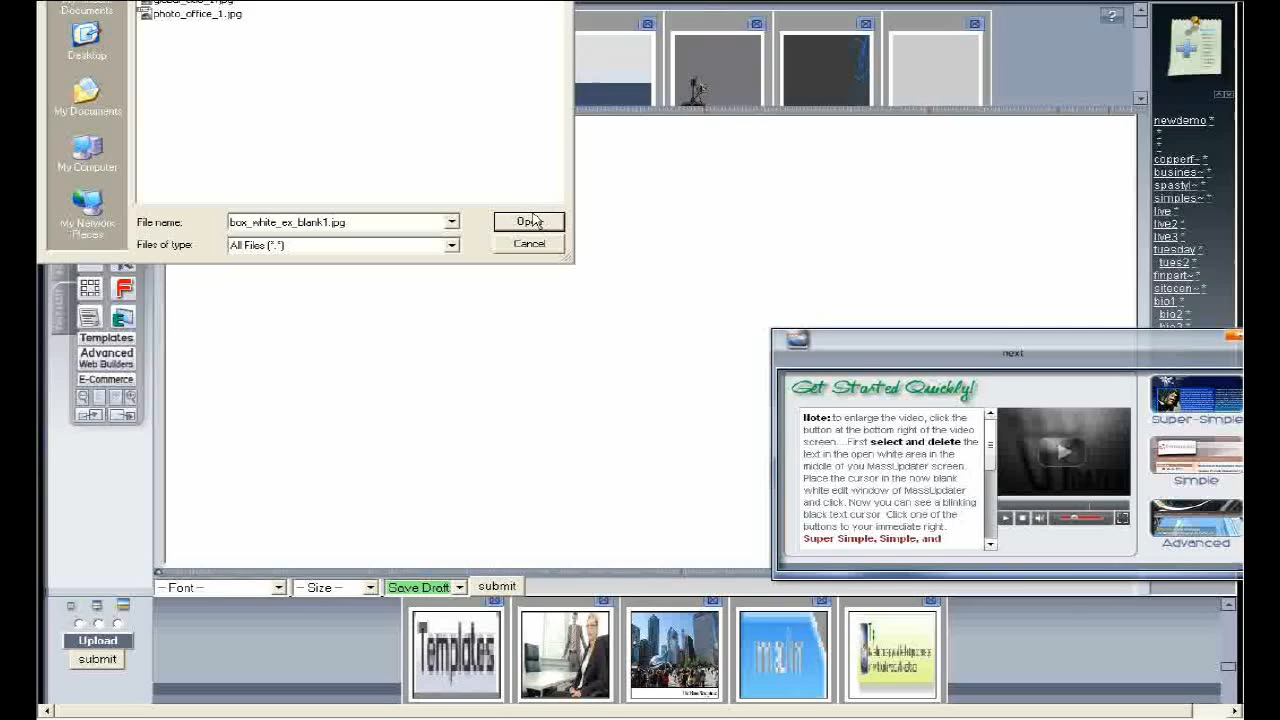 Documents
photo_office_1.jpg
Desktop
My Documents
My Computer
My Network
Places
File name:
box_white_ex_blank1.jpg
Open
Files of type:
All Files (*.*)
Cancel
?
newdemo *
*
*
copperf~ *
busines~ *
spastyl~ *
simples~ *
live *
live2 *
live3 *
tuesday *
tues2 *
finpart~ *
sitecen~ *
bio1 *
bio2 *
bio3 *
F
Templates
Advanced
Web Builders
E-Commerce
next
Get Started Quickly!
Note: to enlarge the video, click the
button at the bottom right of the video
screen....First select and delete the
text in the open white area in the
middle of you MassUpdater screen.
Place the cursor in the now blank
white edit window of MassUpdater
and click. Now you can see a blinking
black text cursor. Click one of the
buttons to your immediate right.
Super Simple, Simple, and
Super-Simple
Simple
Advanced
-- Font --
-- Size --
Save Draft
submit
Upload
submit
Templates